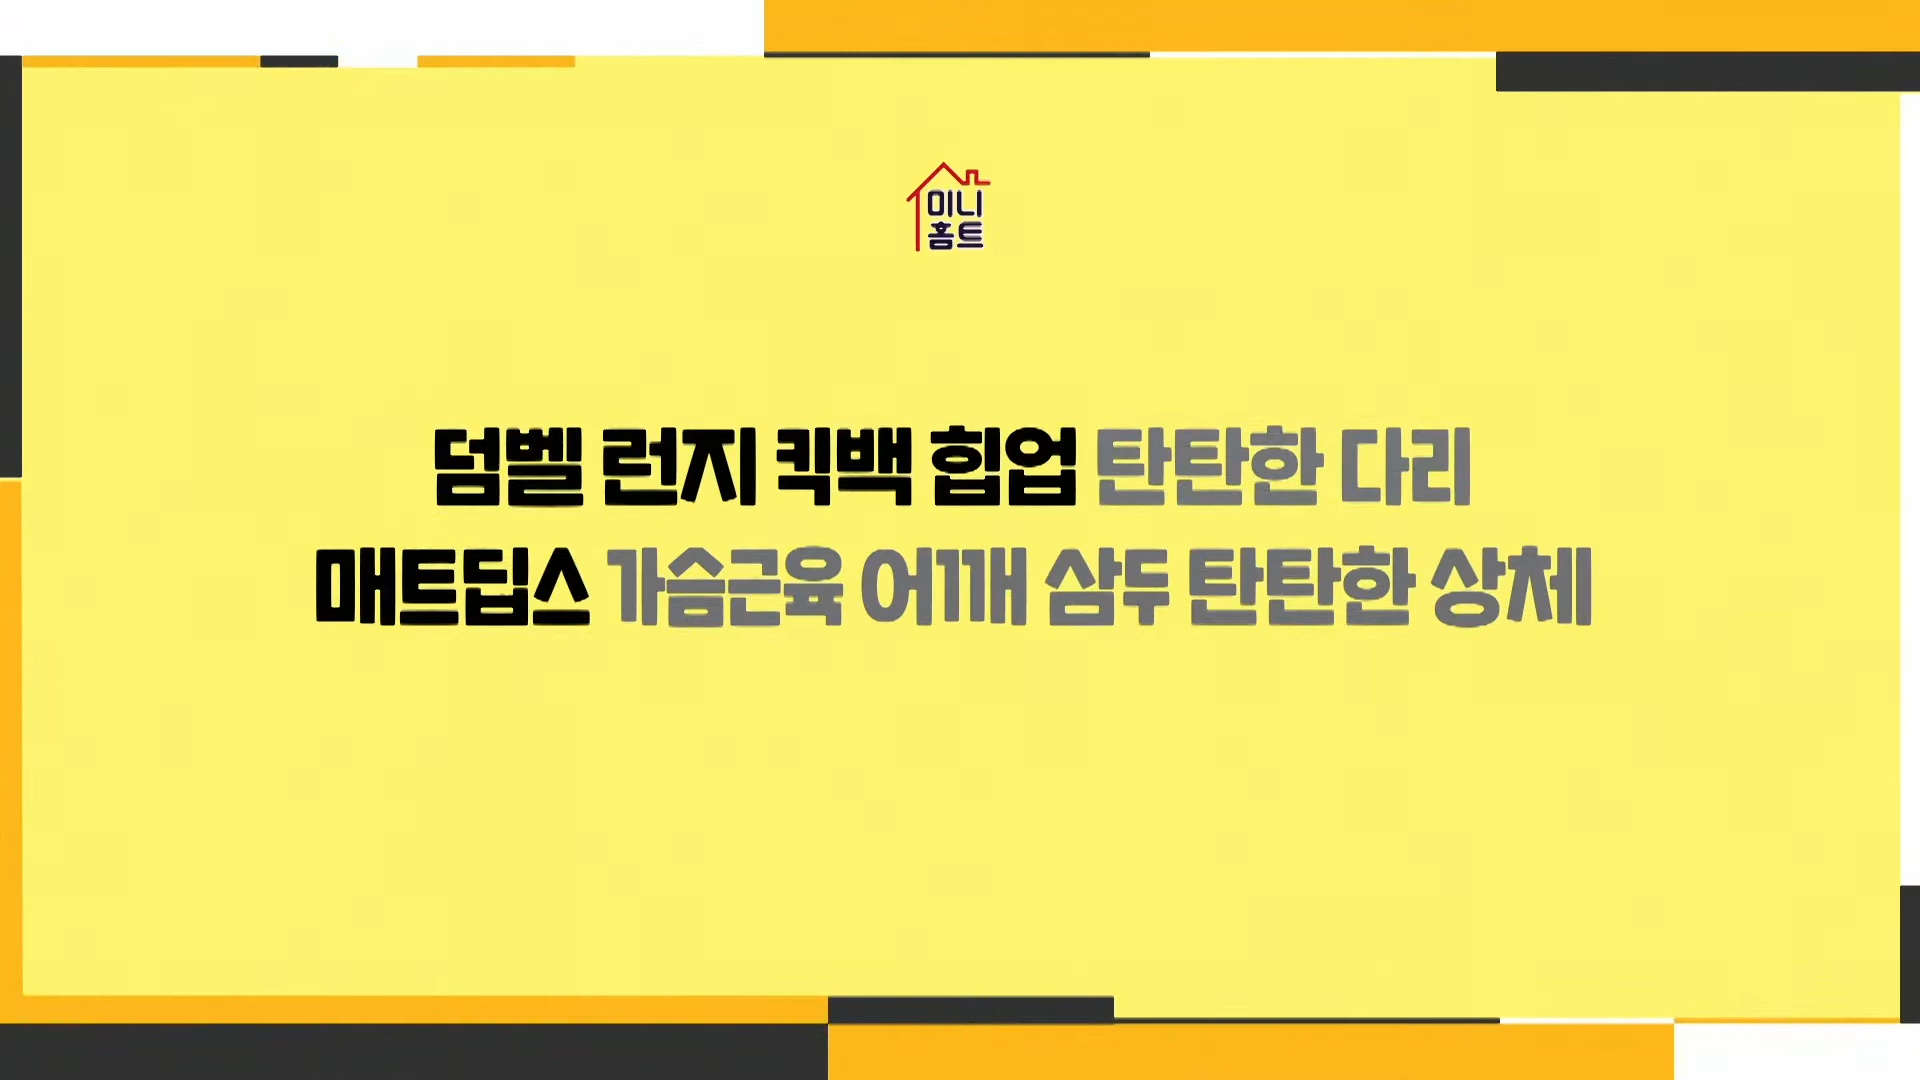 미니
홈트
덤벨 런지 킥백 힙업 탄탄한 다리
매트딥스 가슴근육 어깨 삼두 탄탄한 상체